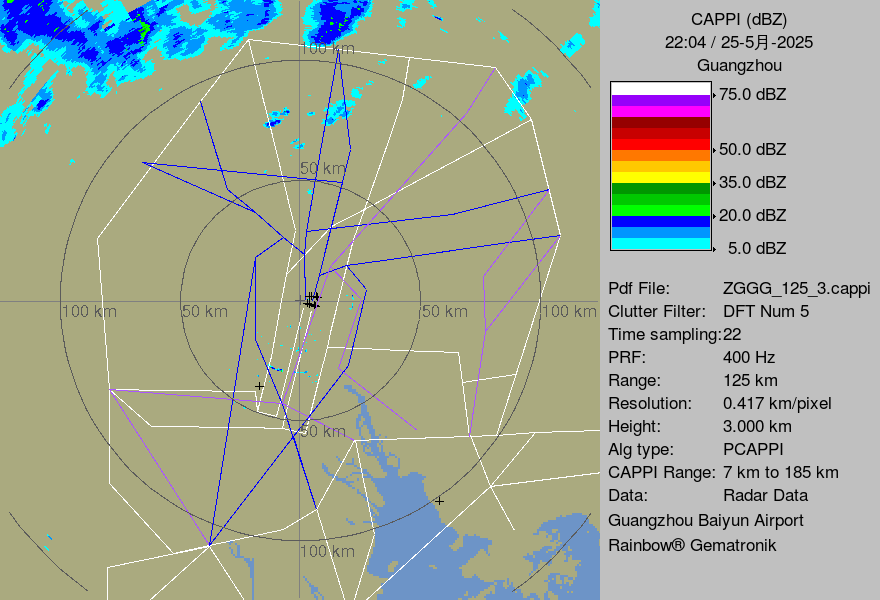 CAPPI (dBZ)
22:04 / 25-5月-2025
Guangzhou
75.0 dBZ
50.0 dBZ
35.0 dBZ
20.0 dBZ
5.0 dBZ
Pdf File: ZGGG_125_3.cappi
Clutter Filter: DFT Num 5
Time sampling:22
PRF: 400 Hz
Range: 125 km
Resolution: 0.417 km/pixel
Height: 3.000 km
Alg type: PCAPPI
CAPPI Range: 7 km to 185 km
Data: Radar Data
Guangzhou Baiyun Airport
Rainbow® Gematronik
100 km
50 km
100 km
50 km
50 km
100 km
50 km
100 km